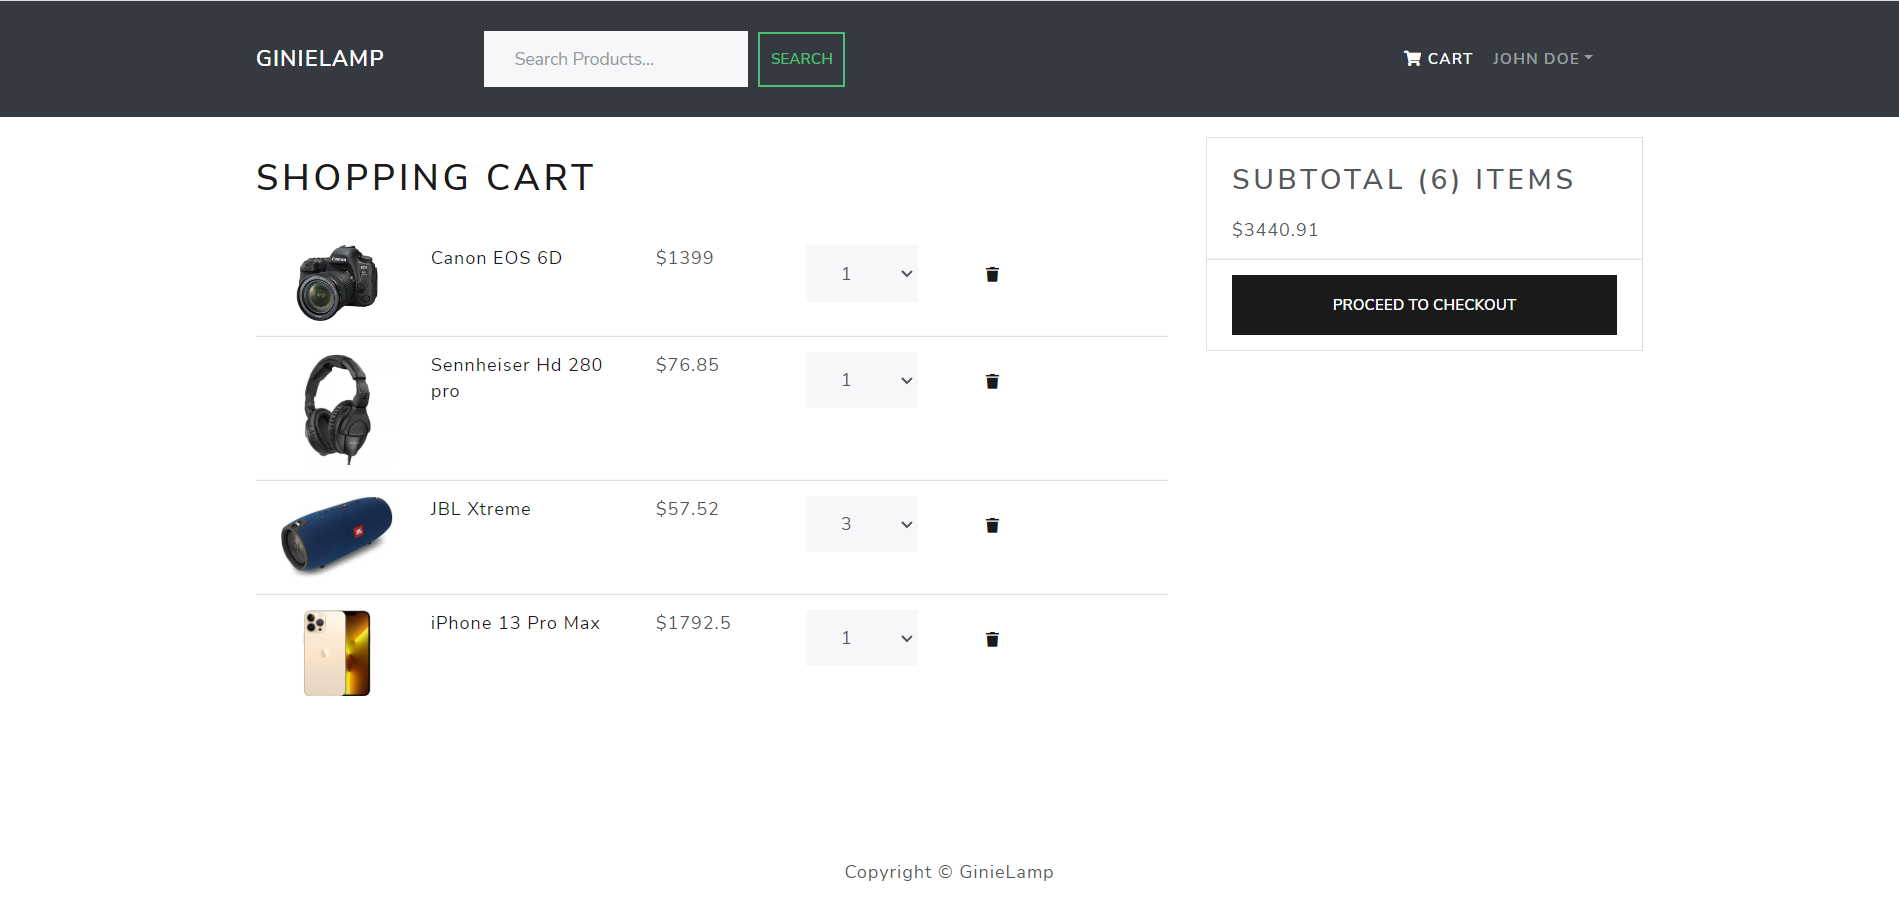 GINIELAMP
Search Products...
SEARCH
CART
JOHN DOE
SHOPPING CART
Canon EOS 6D
$1399
1
Sennheiser Hd 280
pro
$76.85
1
JBL Xtreme
$57.52
3
iPhone 13 Pro Max
$1792.5
1
SUBTOTAL (6) ITEMS
$3440.91
PROCEED TO CHECKOUT
Copyright © GinieLamp